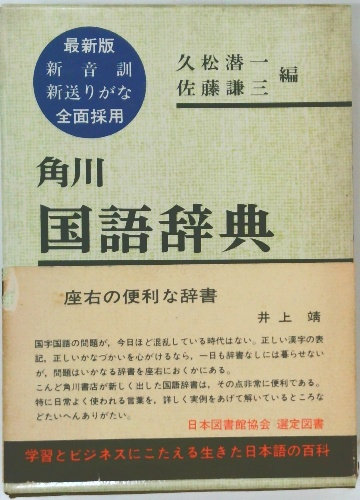 最新版
新音訓
新送りがな
全面採用
久松潜一
佐藤謙三
編
角川
国語辞典
座右の便利な辞書
井上靖
国字国語の問題が、今日ほど混乱している時代はない。正しい漢字の表
記、正しいかなづかいを心がけるなら、一日も辞書なしには暮らせない
が、問題はいかなる辞書を座右におくかにある。
こんど角川書店が新しく出した国語辞書は、その点非常に便利である。
特に日常よく使われる言葉を、詳しく実例をあげて解いているところな
どたいへんありがたい。
日本図書館協会 選定図書
学習とビジネスにこたえる生きた日本語の百科